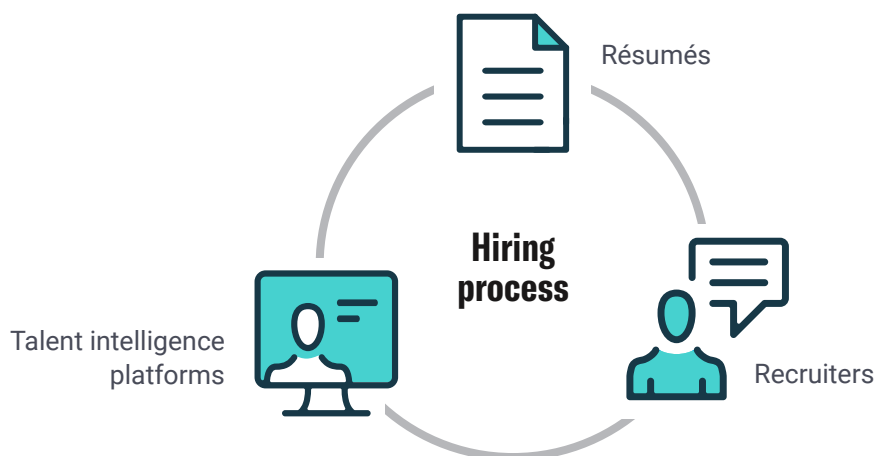 Résumés
Hiring
process
Talent intelligence
platforms
Recruiters